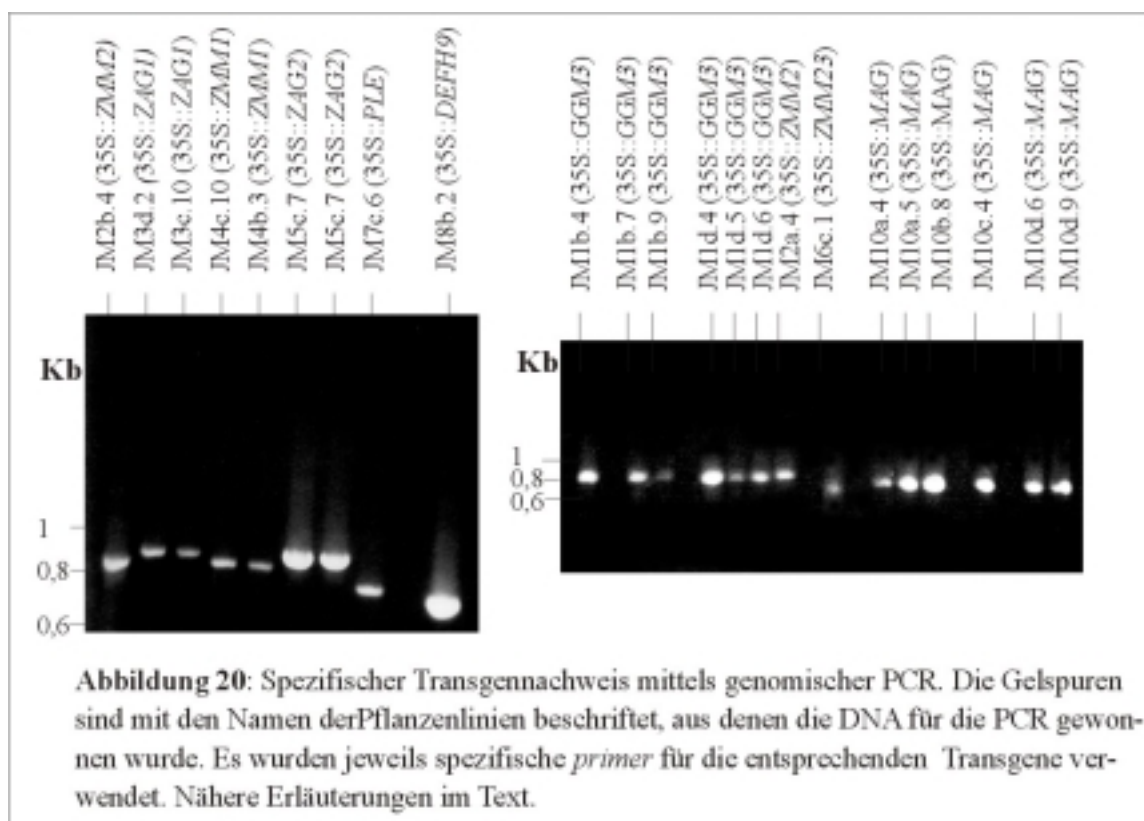 JM2b.4 (35S::ZMM2)
JM3d.2 (35S::ZAG1)
JM3c.10 (35S::ZAG1)
JM4c.10 (35S::ZMM1)
JM4b.3 (35S::ZMM1)
JM5c.7 (35S::ZAG2)
JM5c.7 (35S::ZAG2)
JM7c.6 (35S::PLE)
JM8b.2 (35S::DEFH9)
Kb
1
0,8
0,6
JM1b.4 (35S::GGM3)
JM1b.7 (35S::GGM3)
JM1b.9 (35S::GGM3)
JM1d.4 (35S::GGM3)
JM1d.5 (35S::GGM3)
JM1d.6 (35S::GGM3)
JM2a.4 (35S::ZMM2)
JM6c.1 (35S::ZMM23)
JM10a.4 (35S::MAG)
JM10a.5 (35S::MAG)
JM10b.8 (35S::MAG)
JM10c.4 (35S::MAG)
JM10d.6 (35S::MAG)
JM10d.9 (35S::MAG)
Kb
1
0,8
0,6
Abbildung 20: Spezifischer Transgennachweis mittels genomischer PCR. Die Gelspuren
sind mit den Namen derPflanzenlinien beschriftet, aus denen die DNA für die PCR gewon-
nen wurde. Es wurden jeweils spezifische primer für die entsprechenden Transgene ver-
wendet. Nähere Erläuterungen im Text.